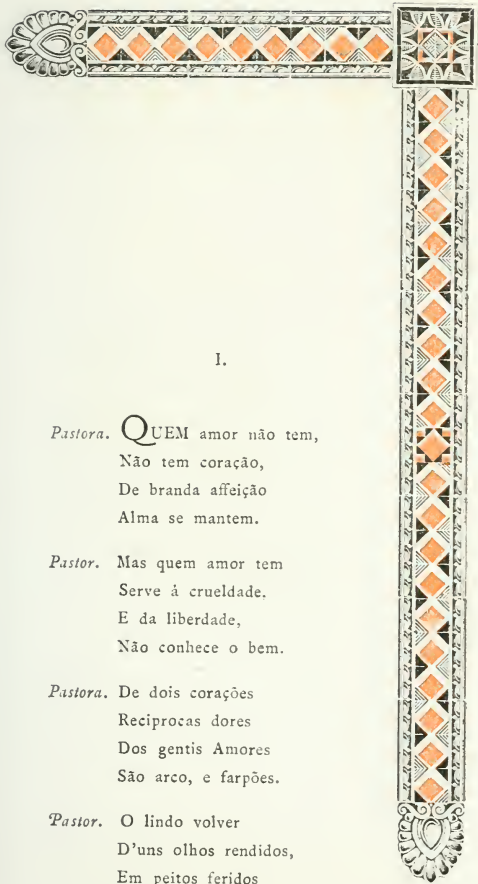 I.
Pastora. QUEM amor não tem,
Não tem coração,
De branda affeição
Alma se mantem.
Pastor. Mas quem amor tem
Serve á crueldade.
E da liberdade,
Não conhece o bem.
Pastora. De dois corações
Reciprocas dores
Dos gentis Amores
São arco, e farpões.
Pastor. O lindo volver
D'uns olhos rendidos,
Em peitos feridos